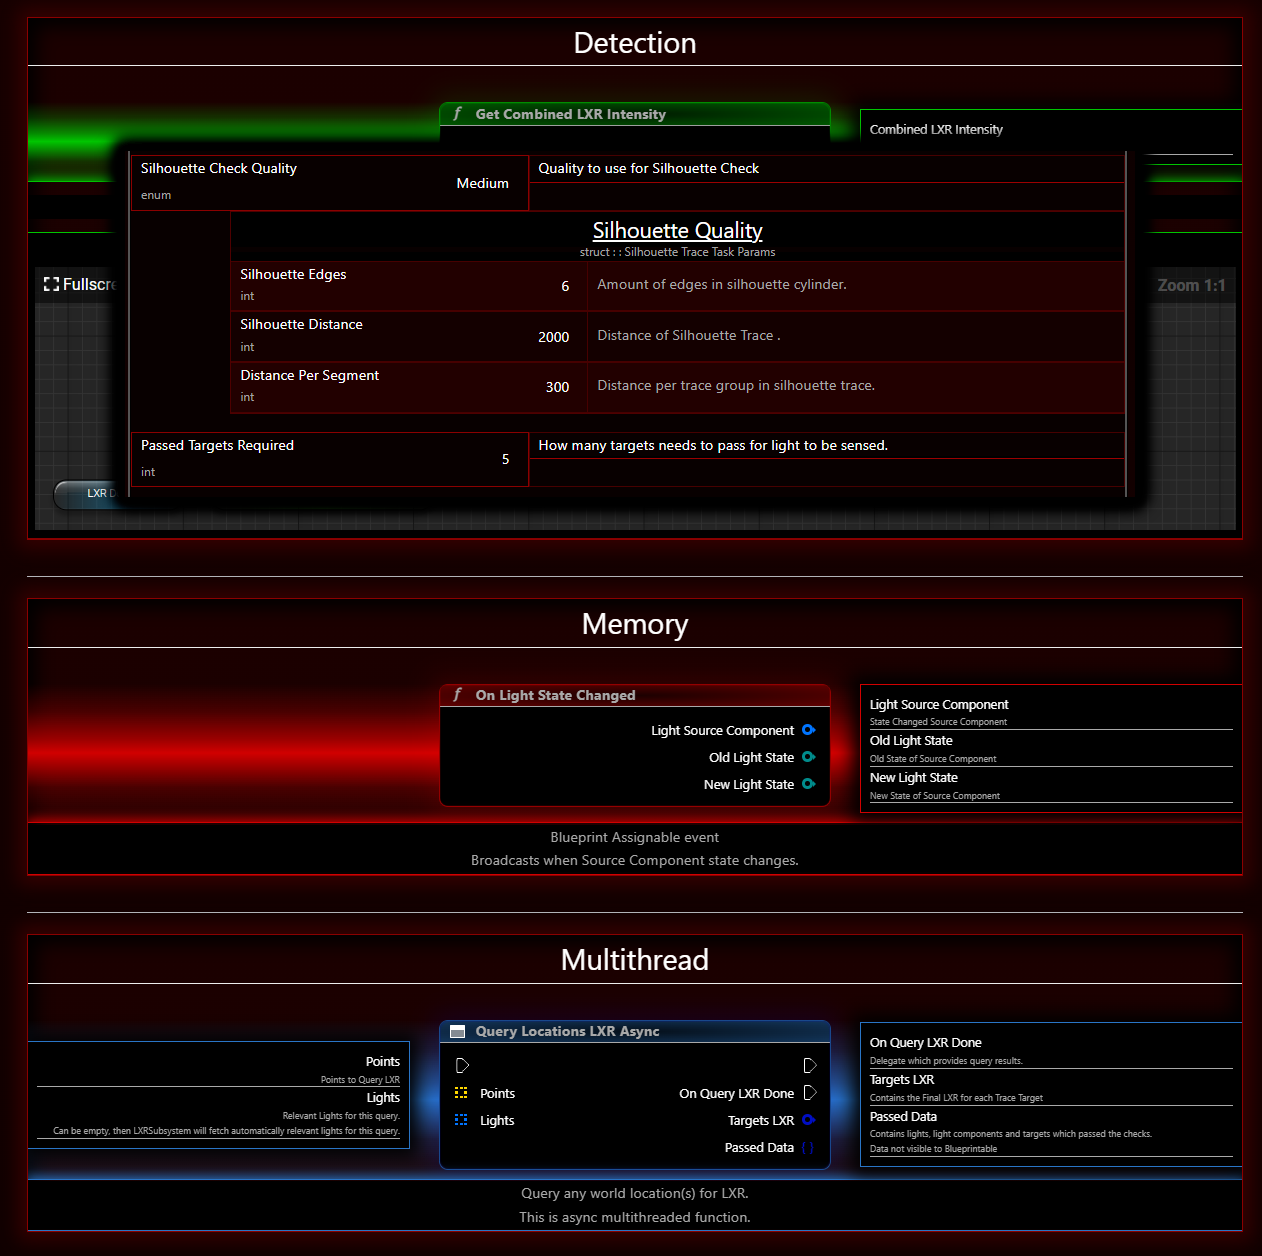 Detection
f Get Combined LXR Intensity
Combined LXR Intensity
Silhouette Check Quality
enum
Medium
Quality to use for Silhouette Check
Silhouette Quality
struct : : Silhouette Trace Task Params
Silhouette Edges
int
6
Amount of edges in silhouette cylinder.
Silhouette Distance
int
2000
Distance of Silhouette Trace .
Distance Per Segment
int
300
Distance per trace group in silhouette trace.
Passed Targets Required
int
5
How many targets needs to pass for light to be sensed.
Fullscre
Zoom 1:1
LXR D
Memory
f On Light State Changed
Light Source Component
Old Light State
New Light State
Light Source Component
State Changed Source Component
Old Light State
Old State of Source Component
New Light State
New State of Source Component
Blueprint Assignable event
Broadcasts when Source Component state changes.
Multithread
Points
Points to Query LXR
Lights
Relevant Lights for this query.
Can be empty, then LXRSubsystem will fetch automatically relevant lights for this query.
Query Locations LXR Async
Points
On Query LXR Done
Lights
Targets LXR
Passed Data
On Query LXR Done
Delegate which provides query results.
Targets LXR
Contains the Final LXR for each Trace Target
Passed Data
Contains lights, light components and targets which passed the checks.
Data not visible to Blueprintable
Query any world location(s) for LXR.
This is async multithreaded function.